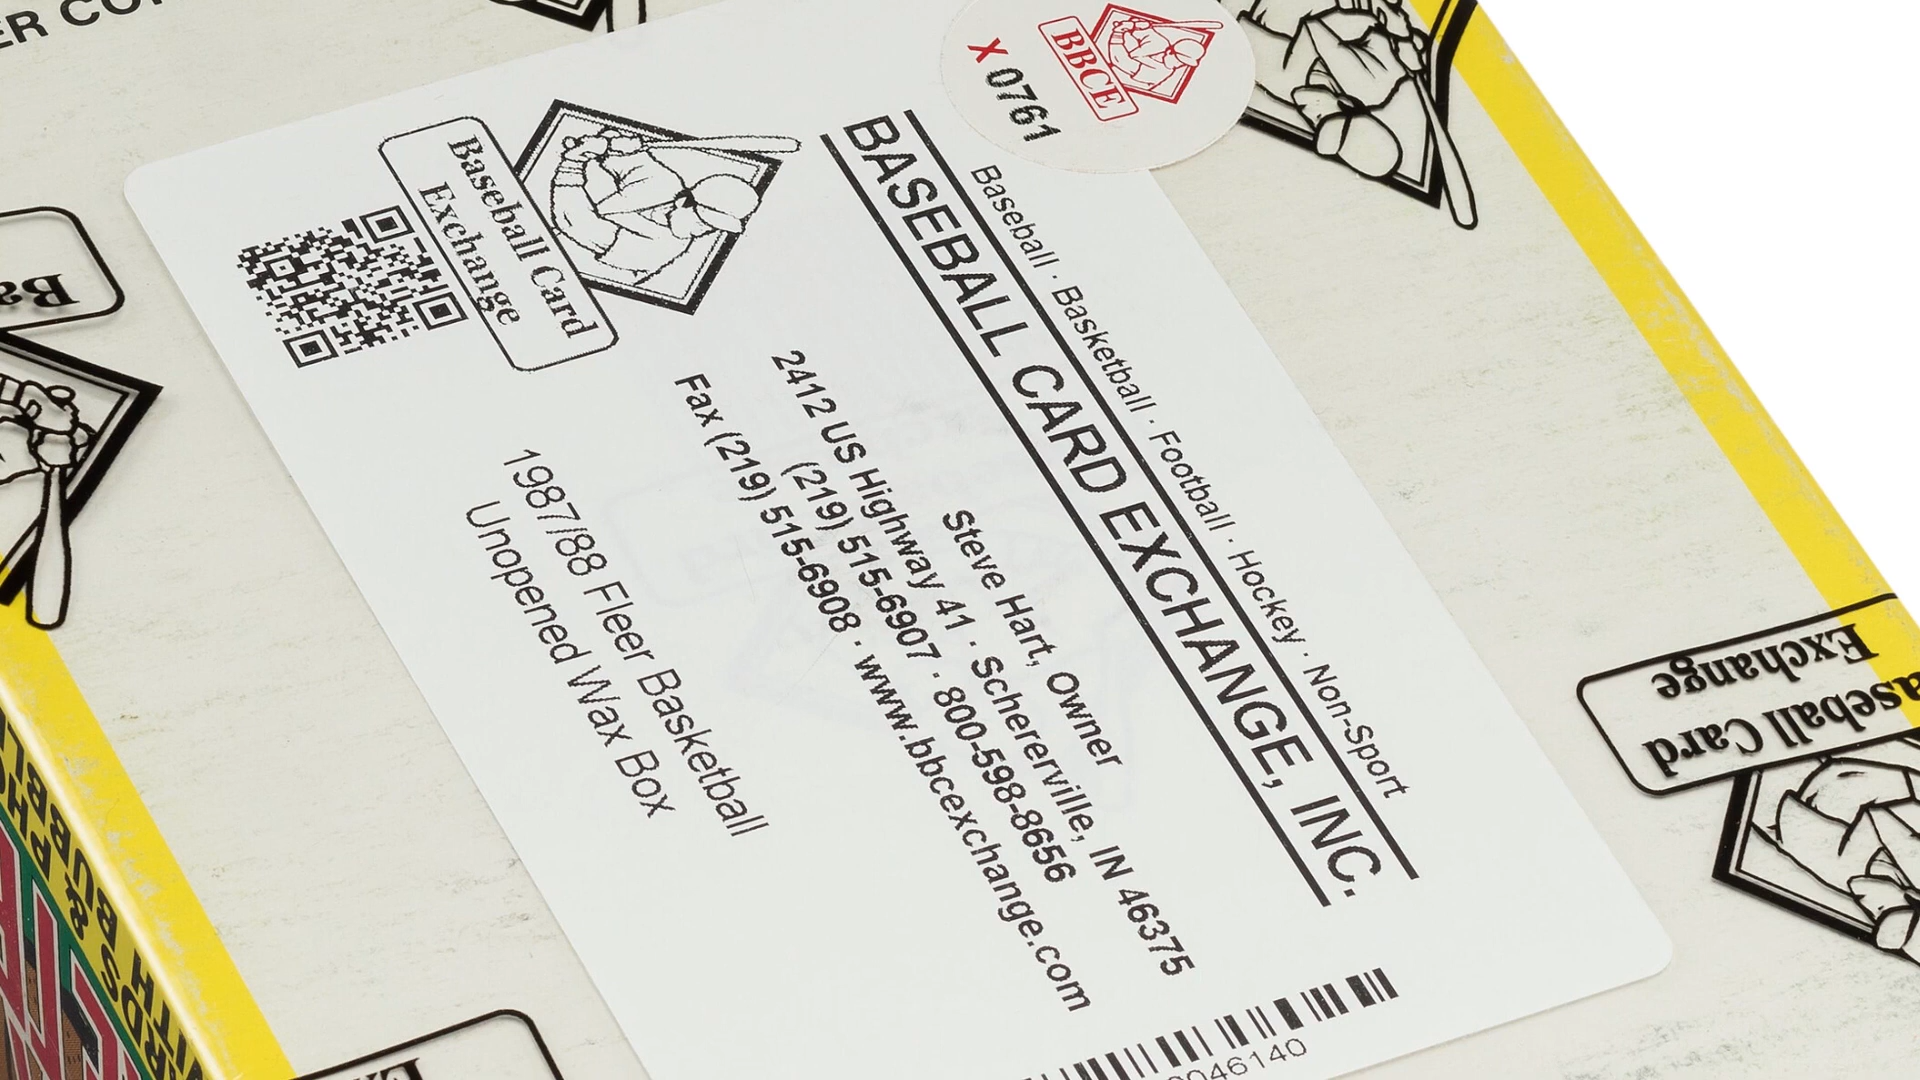 BBCE
X 0761
Baseball · Basketball · Football · Hockey · Non-Sport
BASEBALL CARD EXCHANGE, INC.
Steve Hart, Owner
2412 US Highway 41 · Schererville, IN 46375
(219) 515-6907 · 800-598-8656
Fax (219) 515-6908 · www.bbcexchange.com
Baseball Card
Exchange
1987/88 Fleer Basketball
Unopened Wax Box
Exchange